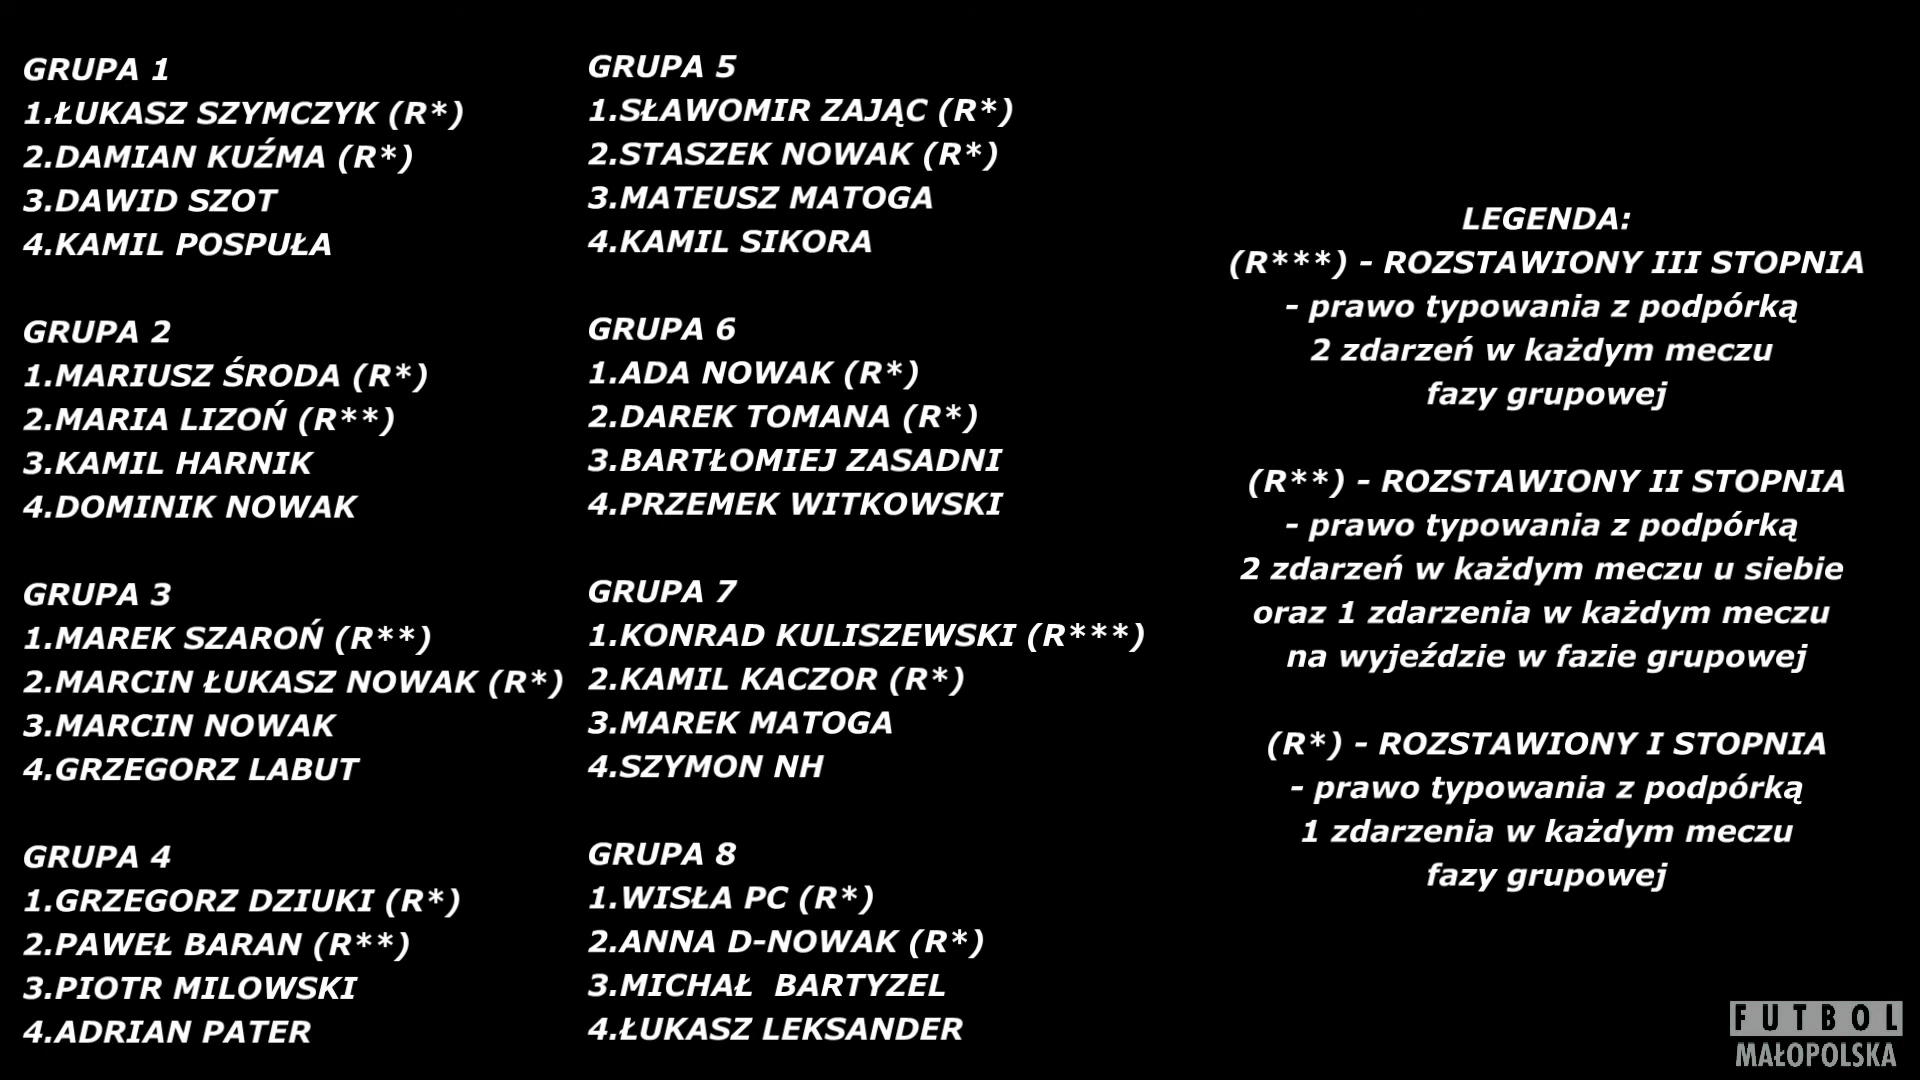 GRUPA 1
1.ŁUKASZ SZYMCZYK (R*)
2.DAMIAN KUŹMA (R*)
3.DAWID SZOT
4.KAMIL POSPUŁA
GRUPA 2
1.MARIUSZ ŚRODA (R*)
2.MARIA LIZOŃ (R**)
3.KAMIL HARNIK
4.DOMINIK NOWAK
GRUPA 3
1.MAREK SZAROŃ (R**)
2.MARCIN ŁUKASZ NOWAK (R*)
3.MARCIN NOWAK
4.GRZEGORZ LABUT
GRUPA 4
1.GRZEGORZ DZIUKI (R*)
2.PAWEŁ BARAN (R**)
3.PIOTR MILOWSKI
4.ADRIAN PATER
GRUPA 5
1.SŁAWOMIR ZAJĄC (R*)
2.STASZEK NOWAK (R*)
3.MATEUSZ MATOGA
4.KAMIL SIKORA
GRUPA 6
1.ADA NOWAK (R*)
2.DAREK TOMANA (R*)
3.BARTŁOMIEJ ZASADNI
4.PRZEMEK WITKOWSKI
GRUPA 7
1.KONRAD KULISZEWSKI (R***)
2.KAMIL KACZOR (R*)
3.MAREK MATOGA
4.SZYMON NH
GRUPA 8
1.WISŁA PC (R*)
2.ANNA D-NOWAK (R*)
3.MICHAŁ  BARTYZEL
4.ŁUKASZ LEKSANDER
LEGENDA:
(R***) - ROZSTAWIONY III STOPNIA
- prawo typowania z podpórką
2 zdarzeń w każdym meczu
fazy grupowej
(R**) - ROZSTAWIONY II STOPNIA
- prawo typowania z podpórką
2 zdarzeń w każdym meczu u siebie
oraz 1 zdarzenia w każdym meczu
na wyjeździe w fazie grupowej
(R*) - ROZSTAWIONY I STOPNIA
- prawo typowania z podpórką
1 zdarzenia w każdym meczu
fazy grupowej
FUTBOL
MAŁOPOLSKA